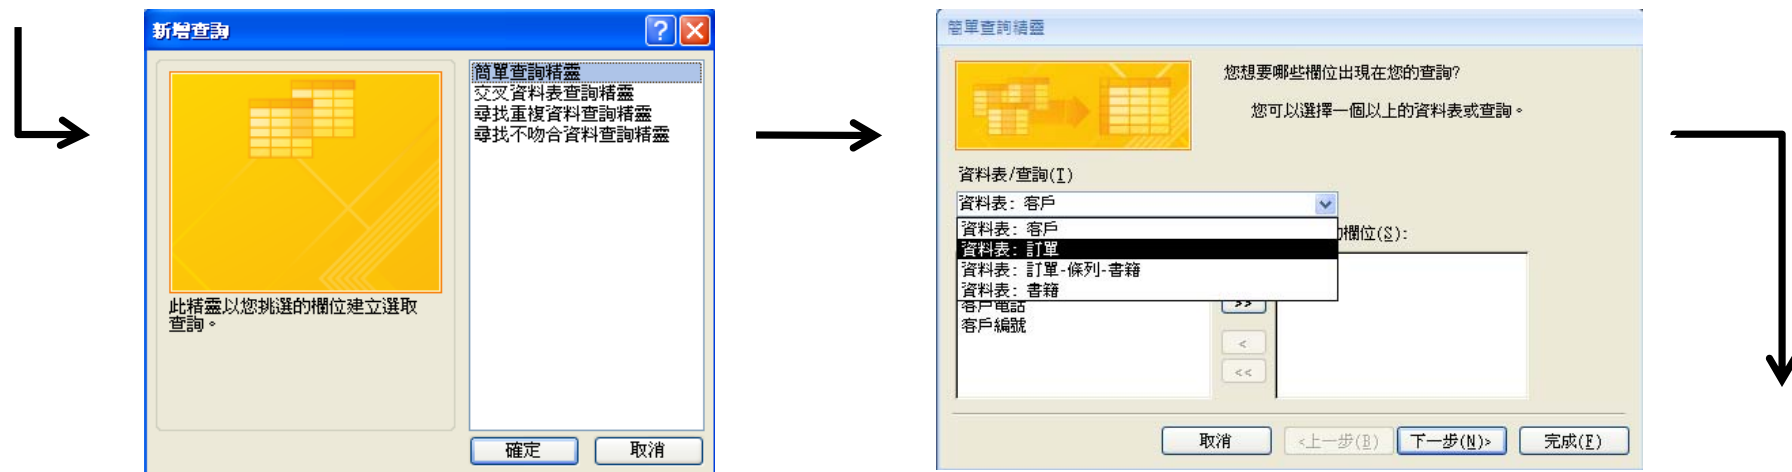 新增查詢
簡單查詢精靈
交叉資料表查詢精靈
尋找重複資料查詢精靈
尋找不吻合資料查詢精靈
此精靈以您挑選的欄位建立選取
查詢。
確定
取消
簡單查詢精靈
您想要哪些欄位出現在您的查詢?
您可以選擇一個以上的資料表或查詢。
資料表/查詢(T)
資料表: 客戶
資料表: 客戶
資料表: 訂單
資料表: 訂單-條列-書籍
資料表: 書籍
欄位(S):
客戶電話
客戶編號
>>
<
<<
取消
<上一步(B)
下一步(N)>
完成(F)